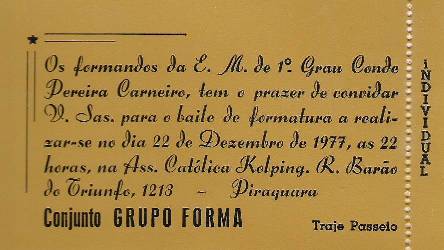 Os formandos da E. M. de 1º Grau Conde
Pereira Carneiro, tem o prazer de convidar
V. Sas. para o baile de formatura a reali-
zar-se no dia 22 de Dezembro de 1977, as 22
horas, na Ass. Católica Kolping. R. Barão
do Triunfo, 1213 - Piraquara
Conjunto GRUPO FORMA
Traje Passeio
INDIVIDUAL